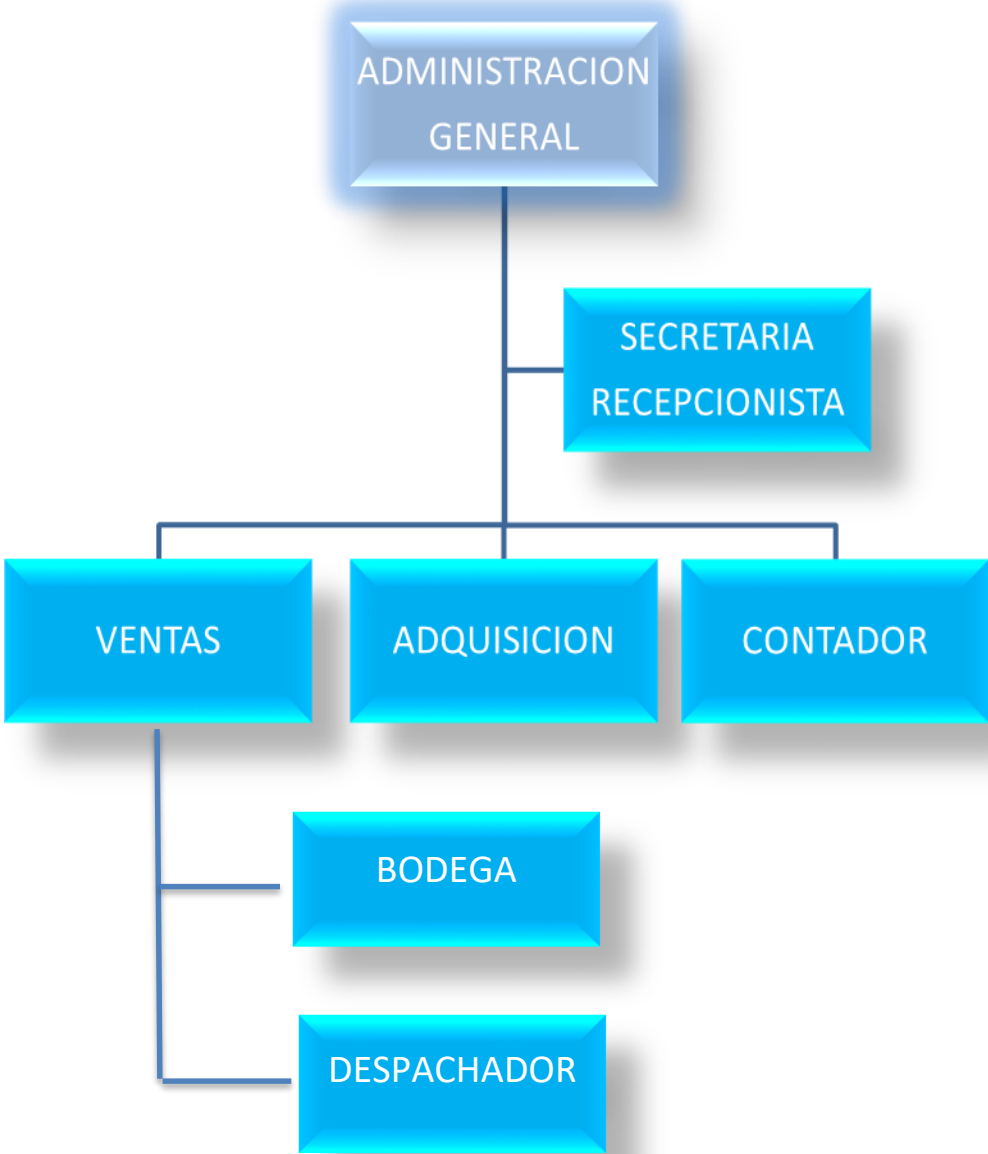 ADMINISTRACION
GENERAL
SECRETARIA
RECEPCIONISTA
VENTAS
ADQUISICION
CONTADOR
BODEGA
DESPACHADOR